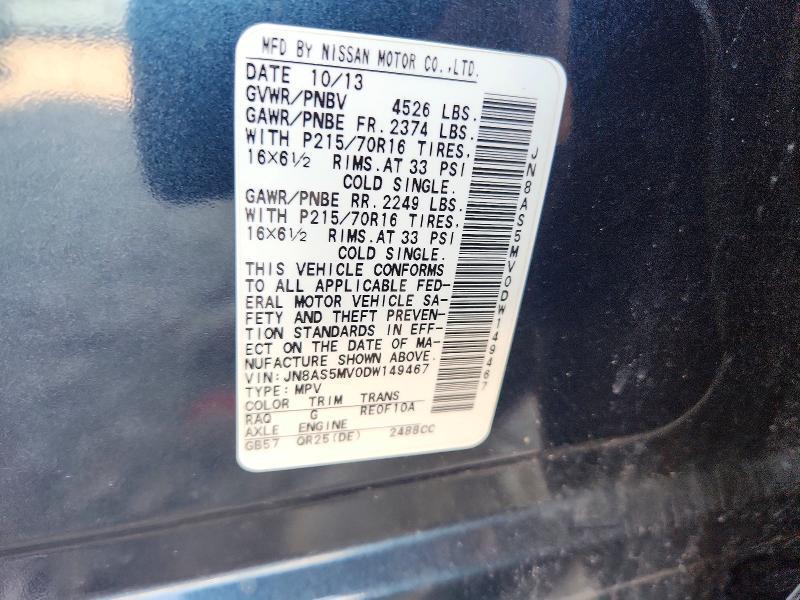 MFD BY NISSAN MOTOR CO.,LTD.
DATE 10/13
GVWR/PNBV 4526 LBS.
GAWR/PNBE FR. 2374 LBS.
WITH P215/70R16 TIRES.
16×6½ RIMS.AT 33 PSI
COLD SINGLE.
GAWR/PNBE RR. 2249 LBS.
WITH P215/70R16 TIRES.
16×6½ RIMS.AT 33 PSI
COLD SINGLE.
THIS VEHICLE CONFORMS
TO ALL APPLICABLE FED-
ERAL MOTOR VEHICLE SA-
FETY AND THEFT PREVEN-
TION STANDARDS IN EFF-
ECT ON THE DATE OF MA-
NUFACTURE SHOWN ABOVE.
VIN: JN8AS5MV0DW149467
TYPE: MPV
COLOR TRIM TRANS
RAQ G RE0F10A
AXLE ENGINE
GB57 QR25(DE) 2488CC
JN8AS5MV0DW149467